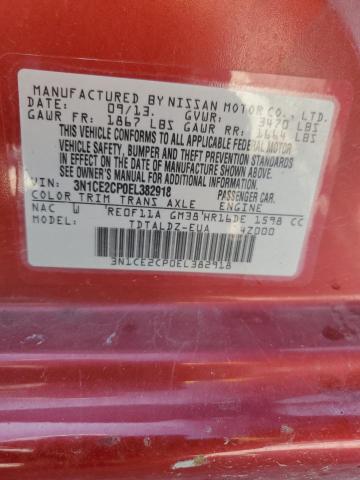 MANUFACTURED BY NISSAN MOTOR CO., LTD.
DATE: 09/13. GVWR: 3470 LBS
GAWR FR: 1867 LBS GAWR RR: 1664 LBS
THIS VEHICLE CONFORMS TO ALL APPLICABLE FEDERAL MOTOR
VEHICLE SAFETY, BUMPER AND THEFT PREVENTION STANDARDS
IN EFFECT ON THE DATE OF MANUFACTURE SHOWN ABOVE.
SEE OWNER'S MANUAL FOR ADDITIONAL INFORMATION
VIN: 3N1CE2CP0EL382918 PASSENGER CAR.
COLOR TRIM TRANS AXLE ENGINE
NAC W RE0F11A GM38 HR16DE 1598 CC
MODEL: TDTALDZ-EUA 4Z000
3N1CE2CP0EL382918